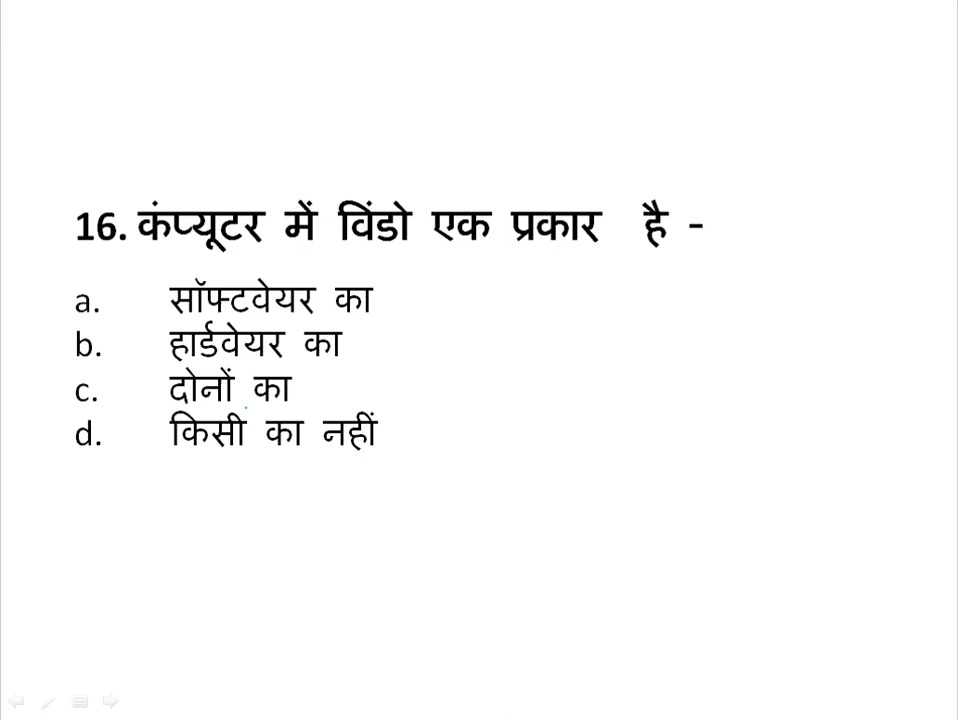 16. कंप्यूटर में विंडो एक प्रकार है -
a. सॉफ्टवेयर का
b. हार्डवेयर का
c. दोनों का
d. किसी का नहीं